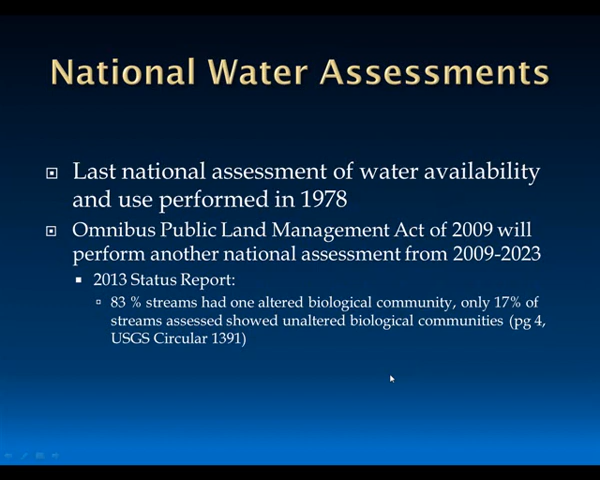 National Water Assessments
Last national assessment of water availability
and use performed in 1978
Omnibus Public Land Management Act of 2009 will
perform another national assessment from 2009-2023
2013 Status Report:
83 % streams had one altered biological community, only 17% of
streams assessed showed unaltered biological communities (pg 4,
USGS Circular 1391)